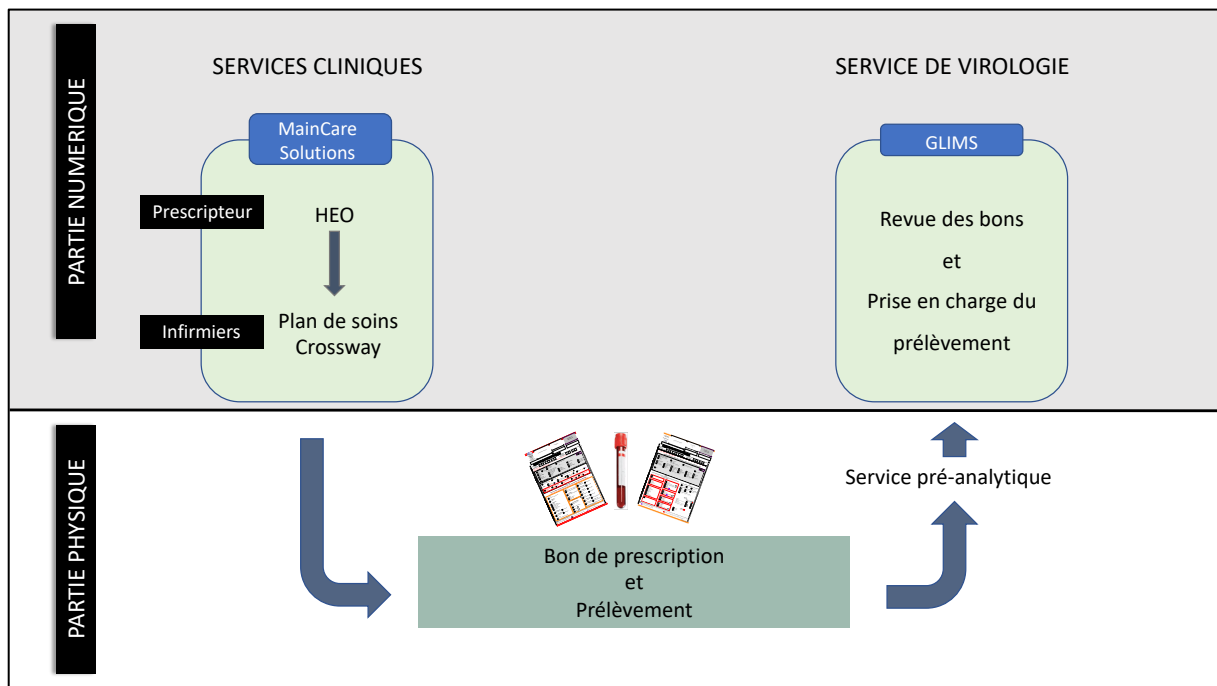 PARTIE NUMERIQUE
SERVICES CLINIQUES
SERVICE DE VIROLOGIE
MainCare
Solutions
GLIMS
Prescripteur
HEO
Revue des bons
et
Prise en charge du
prélèvement
Infirmiers
Plan de soins
Crossway
PARTIE PHYSIQUE
Service pré-analytique
Bon de prescription
et
Prélèvement